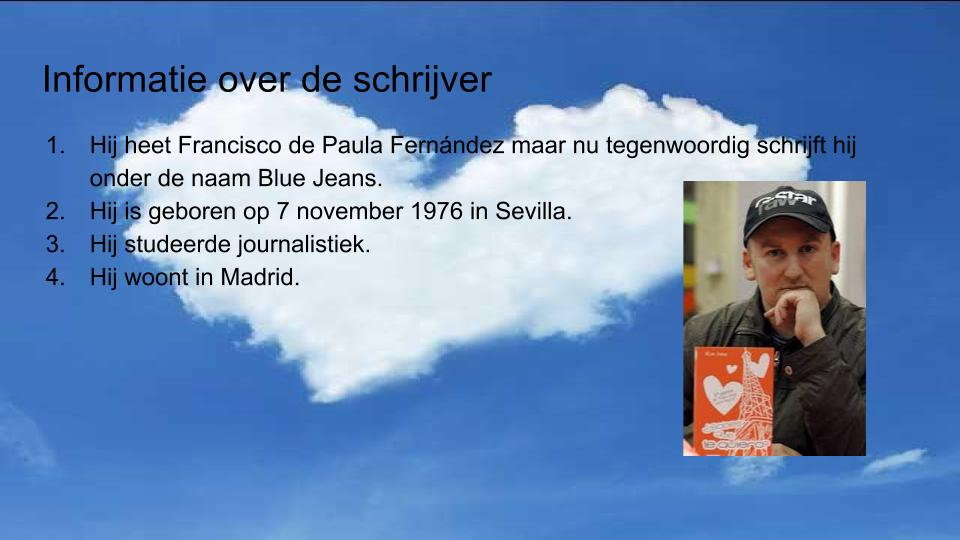 Informatie over de schrijver
1. Hij heet Francisco de Paula Fernández maar nu tegenwoordig schrijft hij
onder de naam Blue Jeans.
2. Hij is geboren op 7 november 1976 in Sevilla.
3. Hij studeerde journalistiek.
4. Hij woont in Madrid.
raw
te quiero?